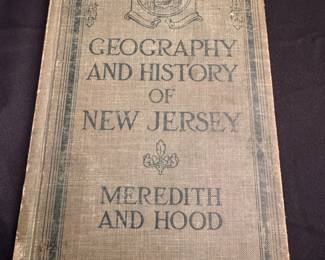 GEOGRAPHY
AND HISTORY
OF
NEW JERSEY
MEREDITH
AND HOOD